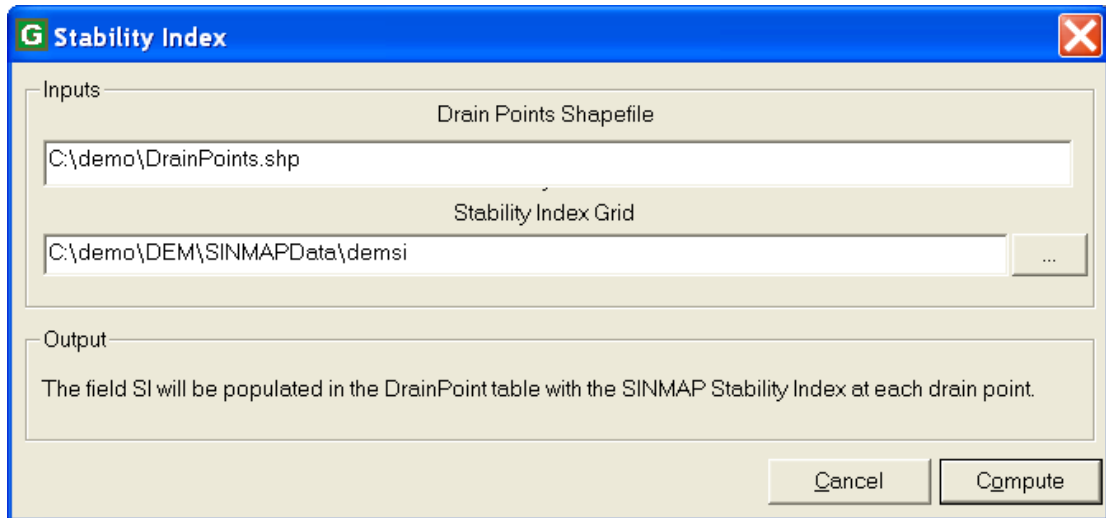 G Stability Index
Inputs
Drain Points Shapefile
C:\demo\DrainPoints.shp
Stability Index Grid
C:\demo\DEM\SINMAPData\demsi
...
Output
The field SI will be populated in the DrainPoint table with the SINMAP Stability Index at each drain point.
Cancel
Compute